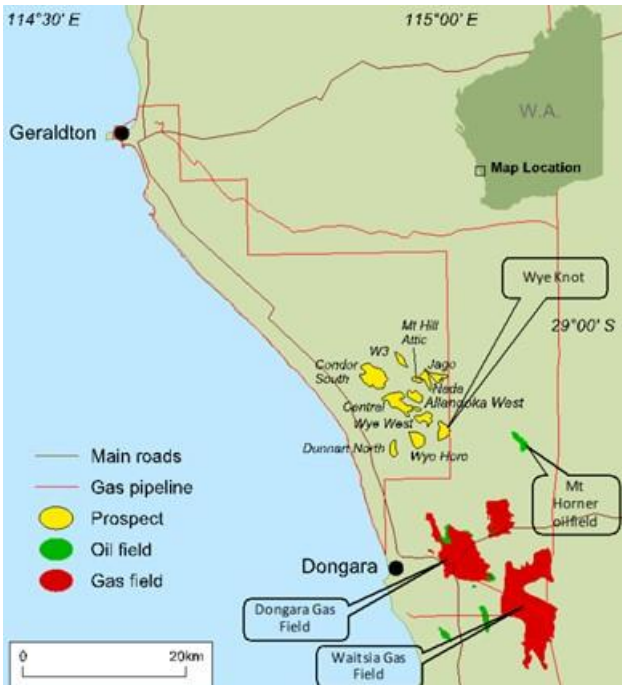 114°30' E
115°00' E
W.A.
Geraldton
Map Location
Wye Knot
29°00' S
Mt Hill
Attic
W3
Jago
Condor
South
Nada
Allanooka West
Central
Wye West
Dunnart North
Wye Horo
Main roads
Gas pipeline
Prospect
Oil field
Gas field
Mt
Horner
oilfield
Dongara
Dongara Gas
Field
Waitsia Gas
Field
0
20km